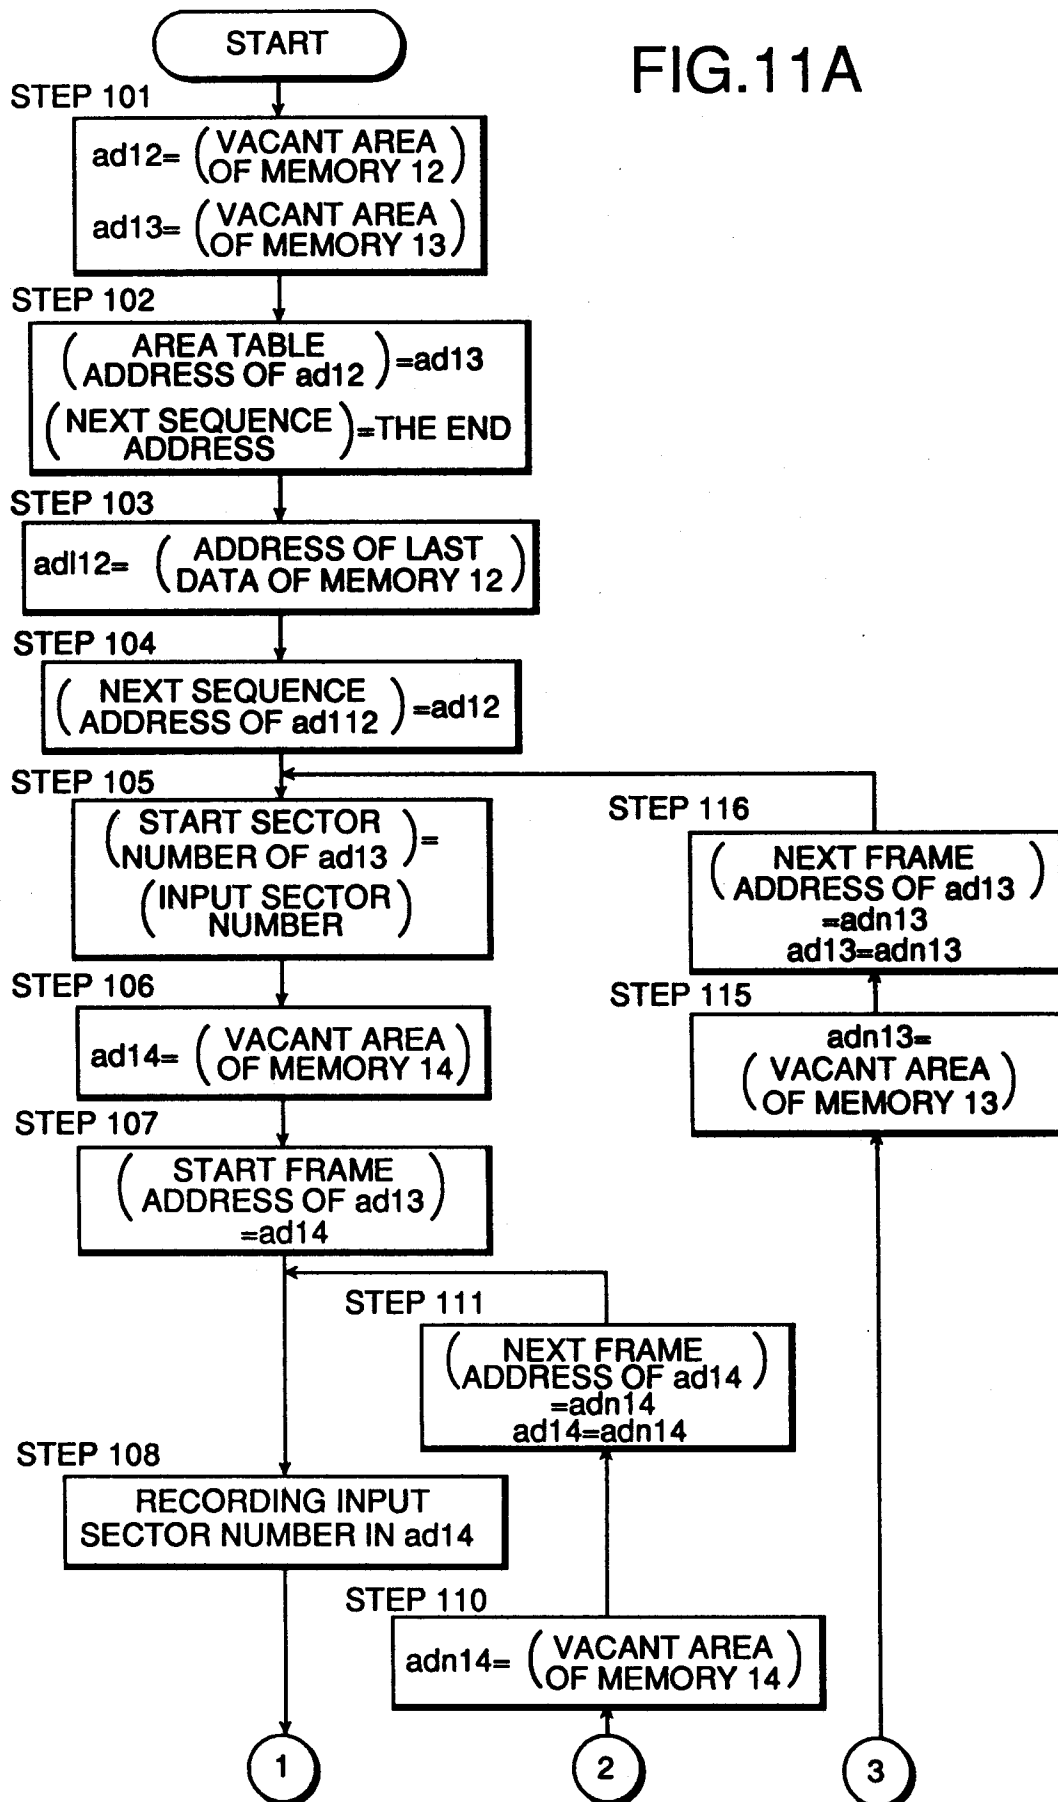 START
FIG.11A
STEP 101
ad12= (VACANT AREA
OF MEMORY 12)
ad13= (VACANT AREA
OF MEMORY 13)
STEP 102
(AREA TABLE
ADDRESS OF ad12)=ad13
(NEXT SEQUENCE
ADDRESS)=THE END
STEP 103
adl12= (ADDRESS OF LAST
DATA OF MEMORY 12)
STEP 104
(NEXT SEQUENCE
ADDRESS OF ad112)=ad12
STEP 105
(START SECTOR
NUMBER OF ad13)=
(INPUT SECTOR
NUMBER)
STEP 116
(NEXT FRAME
ADDRESS OF ad13)
=adn13
ad13=adn13
STEP 106
ad14= (VACANT AREA
OF MEMORY 14)
STEP 115
adn13=
(VACANT AREA
OF MEMORY 13)
STEP 107
(START FRAME
ADDRESS OF ad13)
=ad14
STEP 111
(NEXT FRAME
ADDRESS OF ad14)
=adn14
ad14=adn14
STEP 108
RECORDING INPUT
SECTOR NUMBER IN ad14
STEP 110
adn14= (VACANT AREA
OF MEMORY 14)
1
2
3